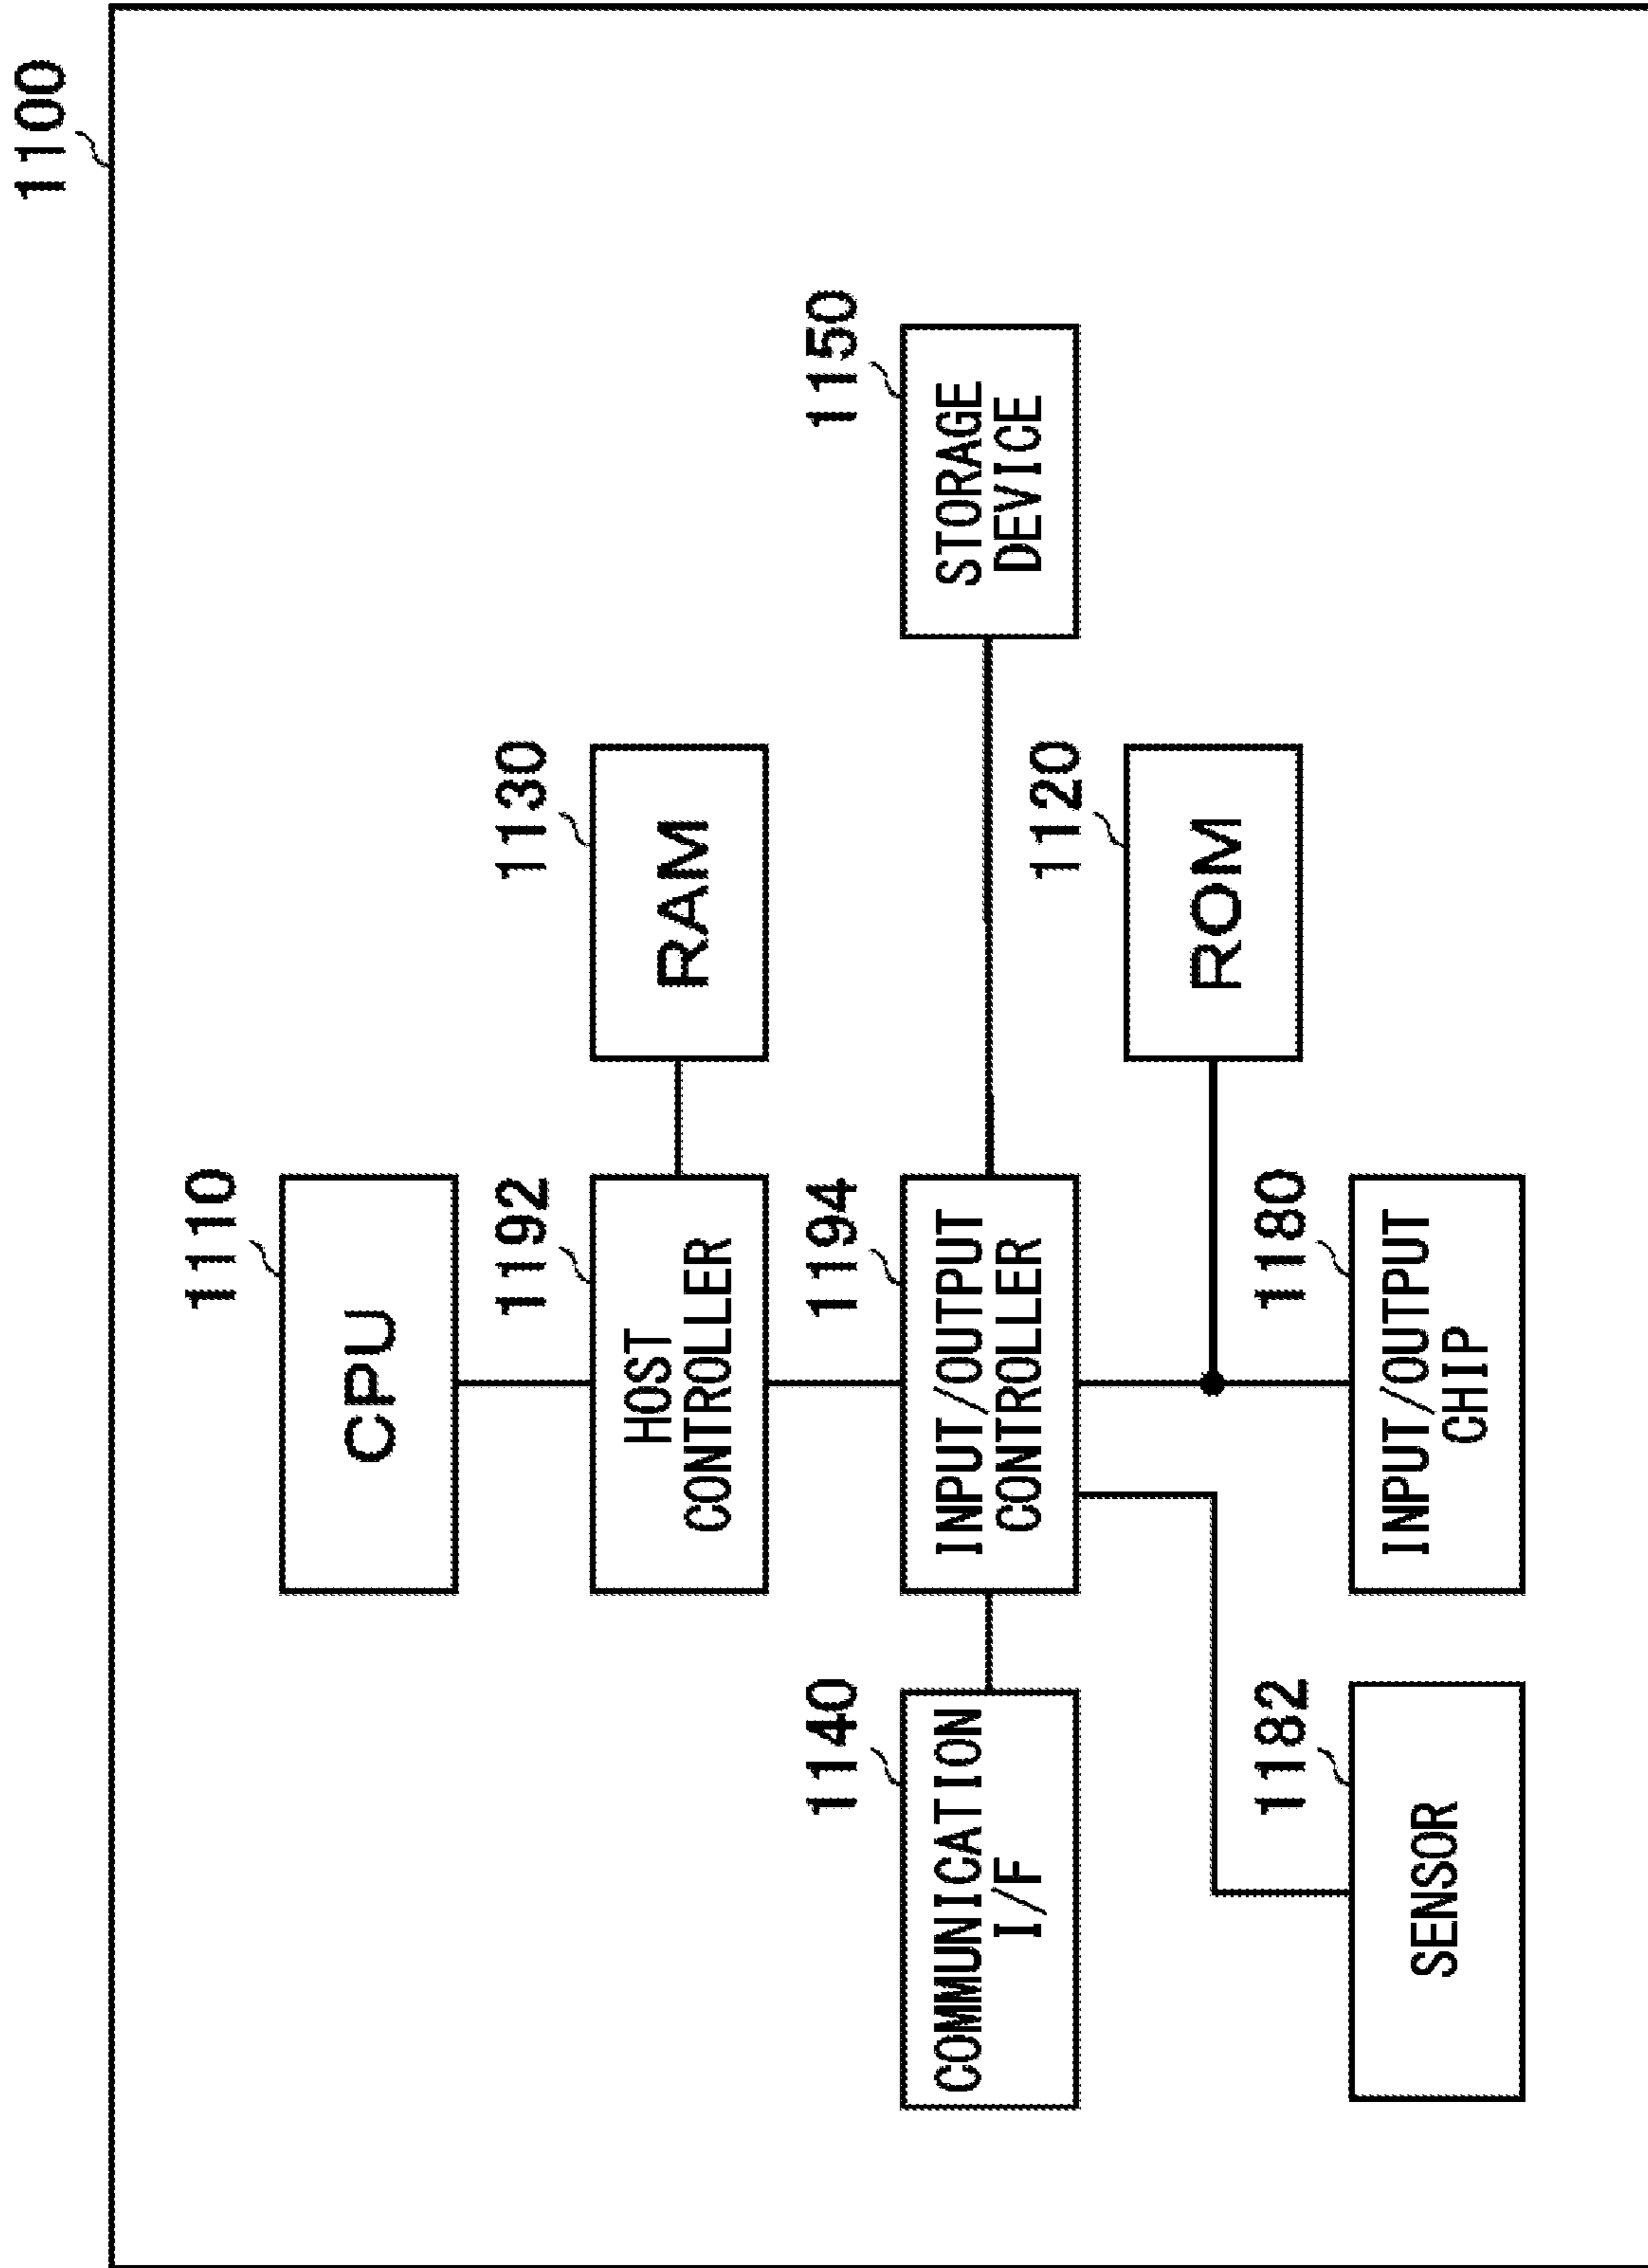 1100
1110
CPU
1192
HOST
CONTROLLER
1130
RAM
1140
COMMUNICATION
I/F
1194
INPUT/OUTPUT
CONTROLLER
1150
STORAGE
DEVICE
1120
ROM
1182
SENSOR
1180
INPUT/OUTPUT
CHIP